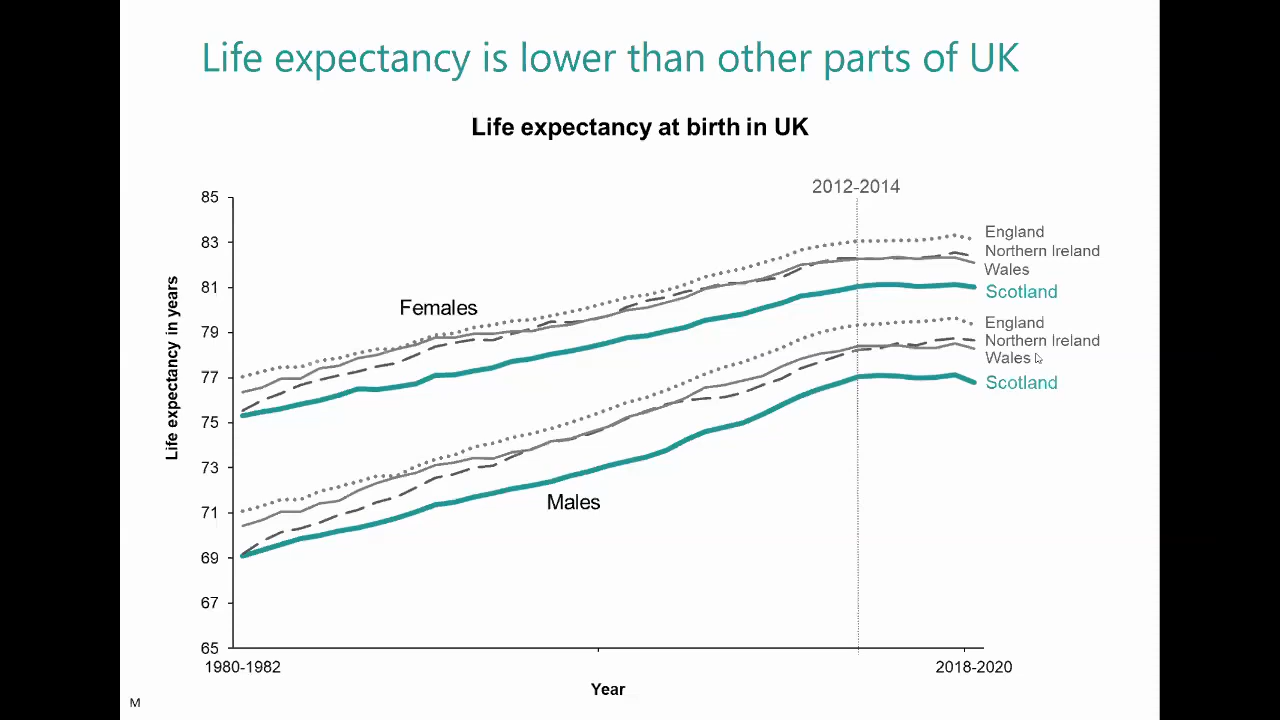 Life expectancy is lower than other parts of UK
Life expectancy at birth in UK
2012-2014
85
83
81
79
77
75
73
71
69
67
65
Life expectancy in years
Females
Males
England
Northern Ireland
Wales
Scotland
England
Northern Ireland
Wales
Scotland
1980-1982
2018-2020
Year
M